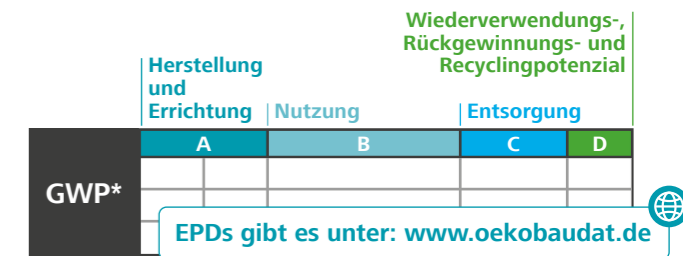 Wiederverwendungs-,
Rückgewinnungs- und
Recyclingpotenzial
Herstellung
und
Errichtung
Nutzung
Entsorgung
A
B
C
D
GWP*
EPDs gibt es unter: www.oekobaudat.de